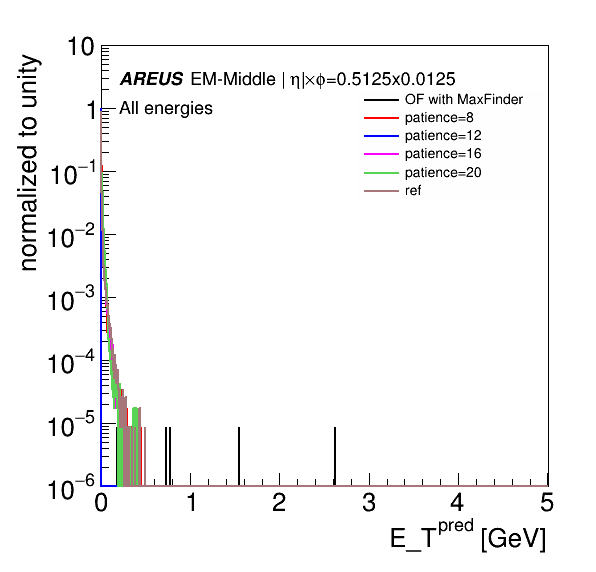 normalized to unity
10
1
10⁻¹
10⁻²
10⁻³
10⁻⁴
10⁻⁵
10⁻⁶
AREUS EM-Middle | η|×ϕ=0.5125x0.0125
All energies
OF with MaxFinder
patience=8
patience=12
patience=16
patience=20
ref
0 1 2 3 4 5
E_T^pred [GeV]